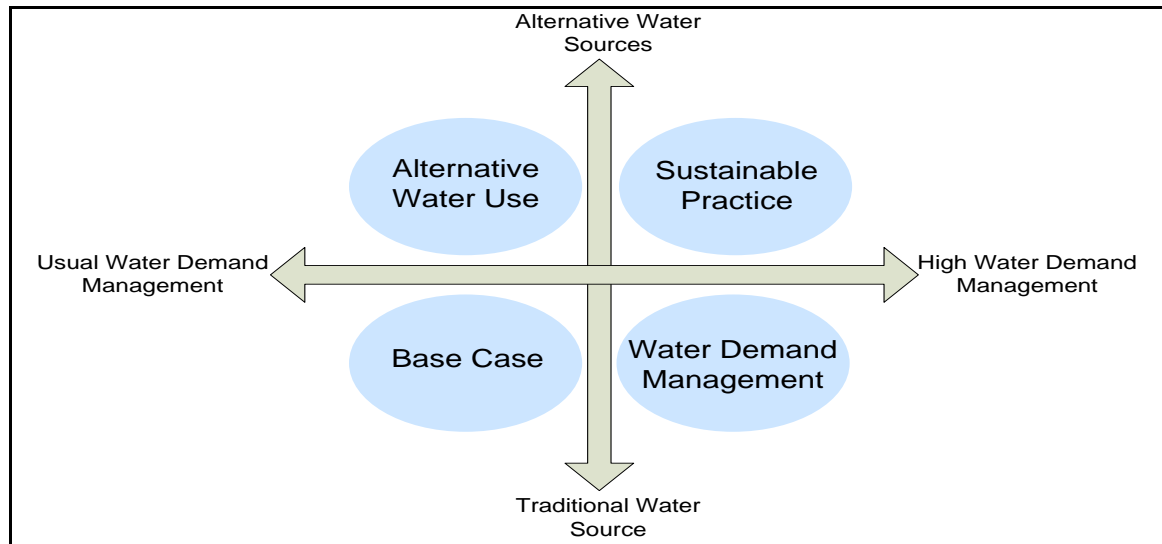 Alternative Water
Sources
Alternative
Water Use
Sustainable
Practice
Usual Water Demand
Management
High Water Demand
Management
Base Case
Water Demand
Management
Traditional Water
Source